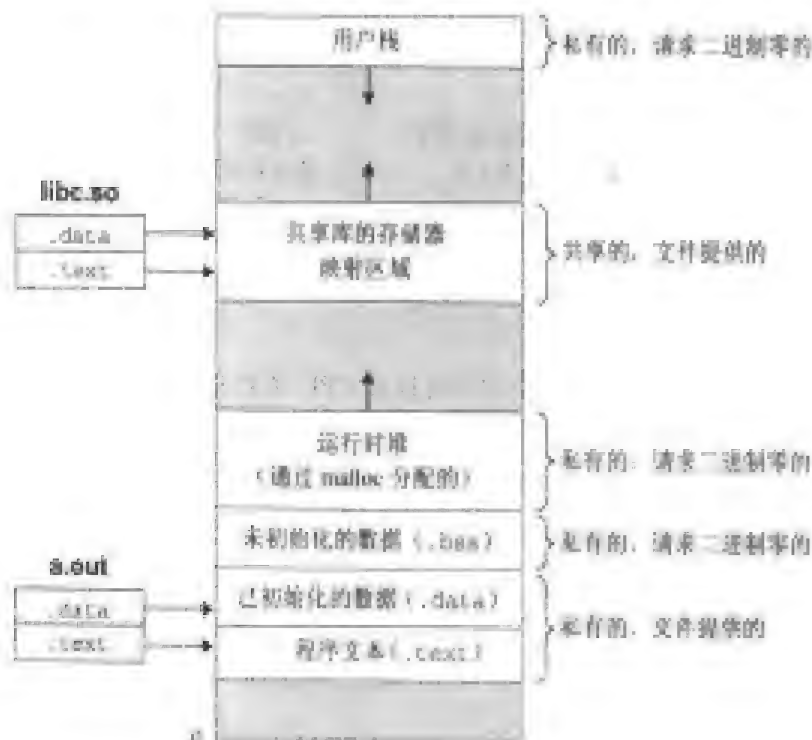 用户栈
私有的，请求二进制零的
libc.so
.data
.text
共享库的存储器
映射区域
共享的，文件提供的
运行时堆
（通过 malloc 分配的）
私有的，请求二进制零的
未初始化的数据（.bss）
私有的，请求二进制零的
a.out
.data
.text
已初始化的数据（.data）
程序文本（.text）
私有的，文件提供的
0